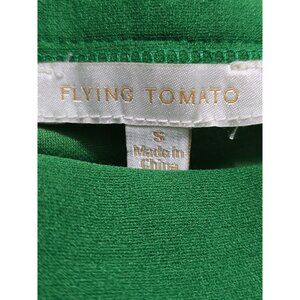 FLYING TOMATO
S
Made in
China